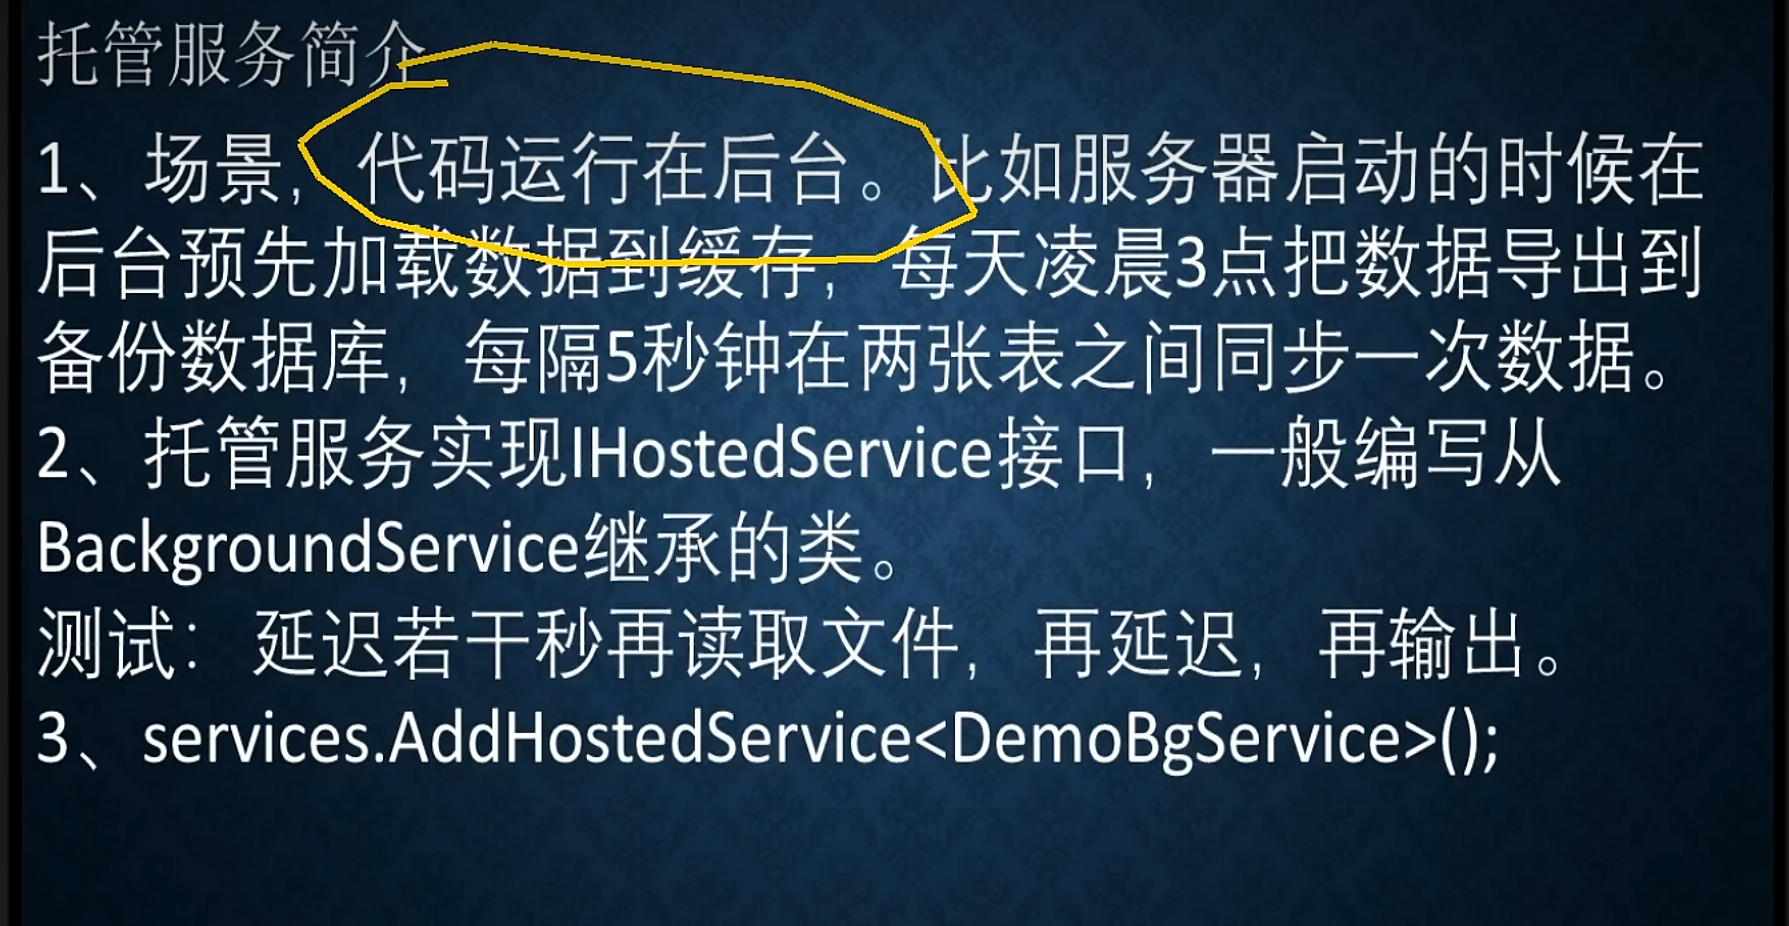 托管服务简介
1、场景，代码运行在后台。比如服务器启动的时候在
后台预先加载数据到缓存，每天凌晨3点把数据导出到
备份数据库，每隔5秒钟在两张表之间同步一次数据。
2、托管服务实现IHostedService接口，一般编写从
BackgroundService继承的类。
测试：延迟若干秒再读取文件，再延迟，再输出。
3、services.AddHostedService<DemoBgService>();